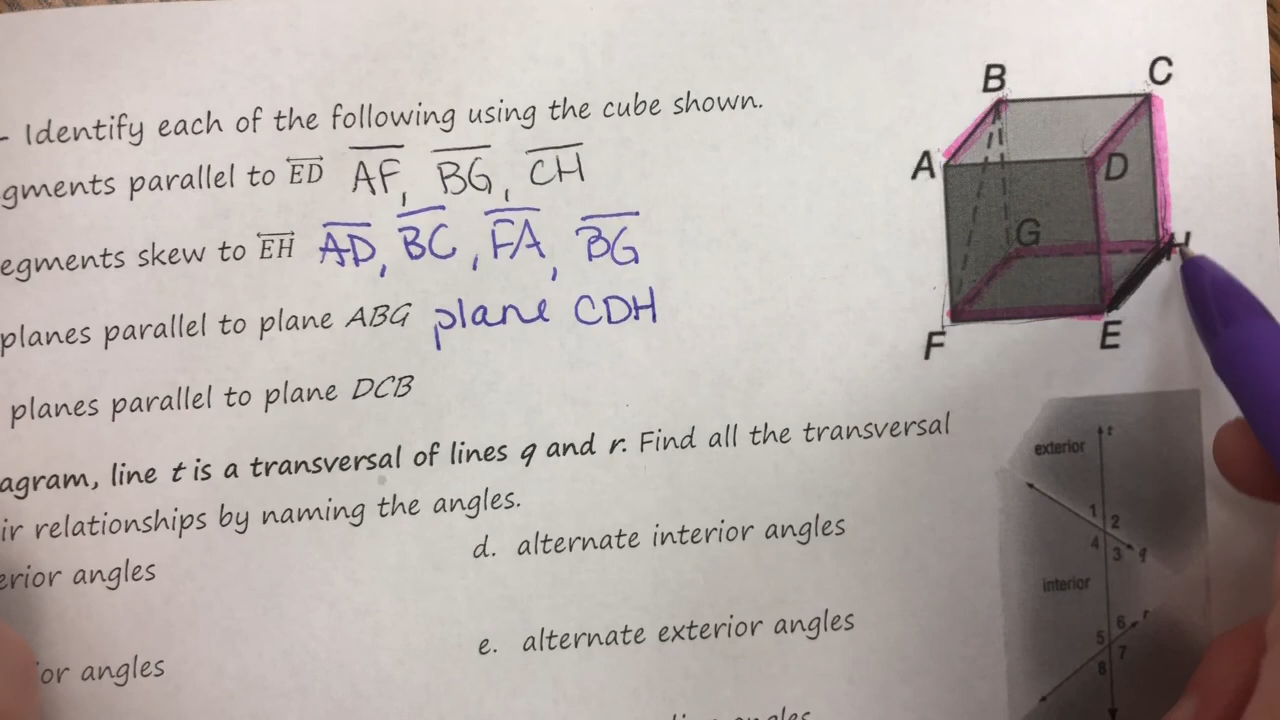 - Identify each of the following using the cube shown.
gments parallel to ED AF, BG, CH
egments skew to EH AD, BC, FA, BG
planes parallel to plane ABG plane CDH
planes parallel to plane DCB
agram, line t is a transversal of lines q and r. Find all the transversal
ir relationships by naming the angles.
d. alternate interior angles
erior angles
e. alternate exterior angles
ior angles
angles
B C
A D
G H
F E
exterior t
1 2
4 3 q
interior
6 r
5 7
8